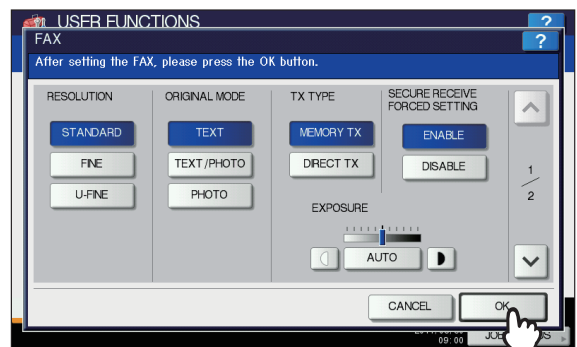 USER FUNCTIONS
?
FAX
?
After setting the FAX, please press the OK button.
RESOLUTION
ORIGINAL MODE
TX TYPE
SECURE RECEIVE
FORCED SETTING
STANDARD
TEXT
MEMORY TX
ENABLE
FINE
TEXT/PHOTO
DIRECT TX
DISABLE
1
2
U-FINE
PHOTO
EXPOSURE
AUTO
CANCEL
OK
09:00